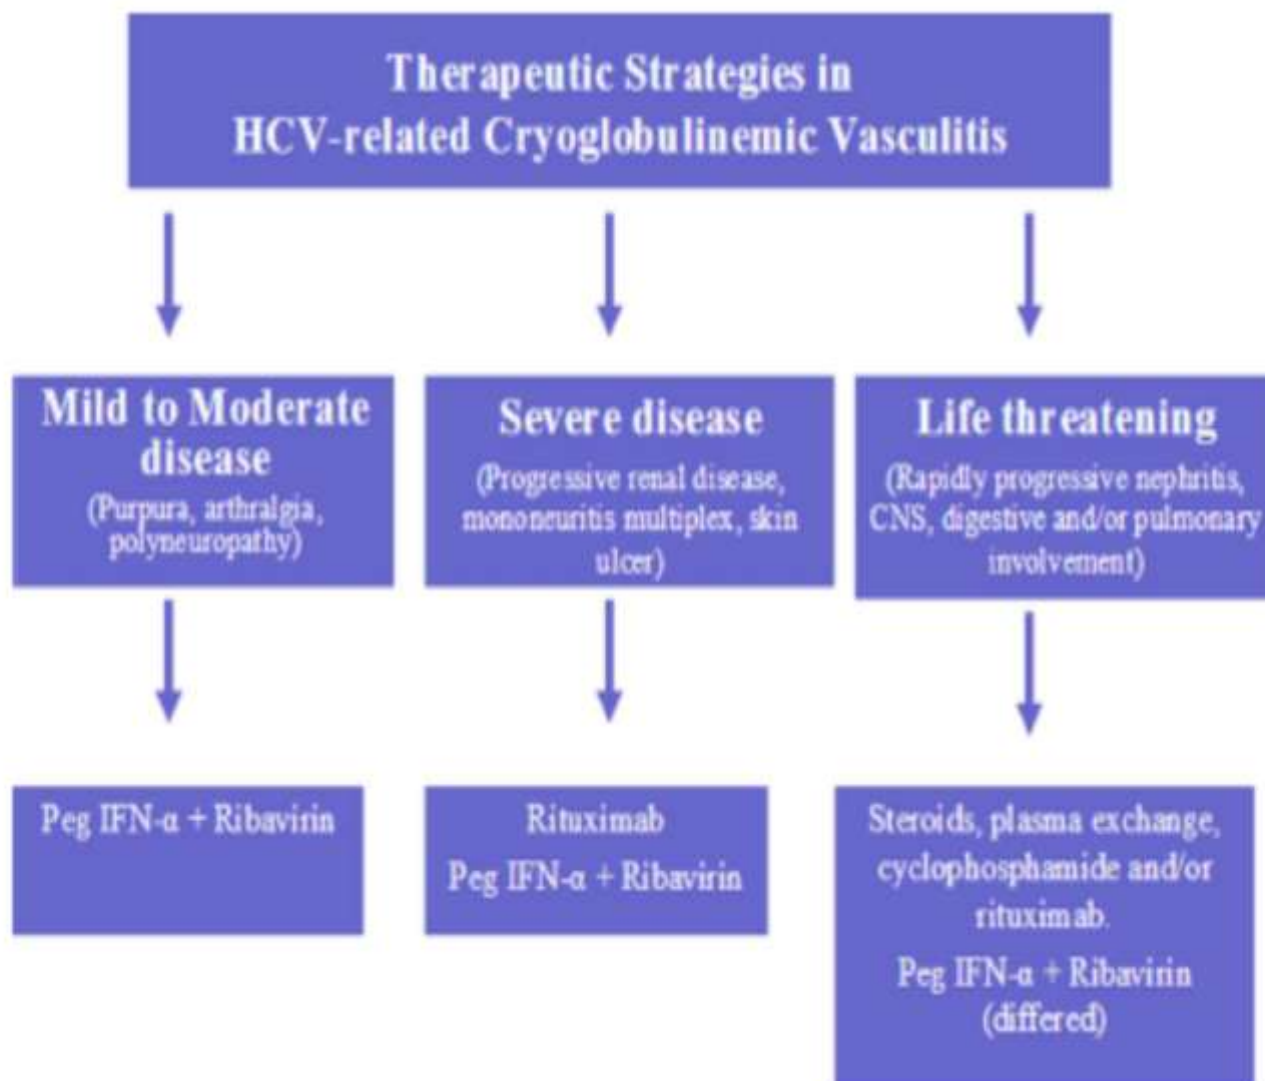 Therapeutic Strategies in
HCV-related Cryoglobulinemic Vasculitis
Mild to Moderate
disease
(Purpura, arthralgia,
polyneuropathy)
Severe disease
(Progressive renal disease,
mononeuritis multiplex, skin
ulcer)
Life threatening
(Rapidly progressive nephritis,
CNS, digestive and/or pulmonary
involvement)
Peg IFN-α + Ribavirin
Rituximab
Peg IFN-α + Ribavirin
Steroids, plasma exchange,
cyclophosphamide and/or
rituximab.
Peg IFN-α + Ribavirin
(differed)